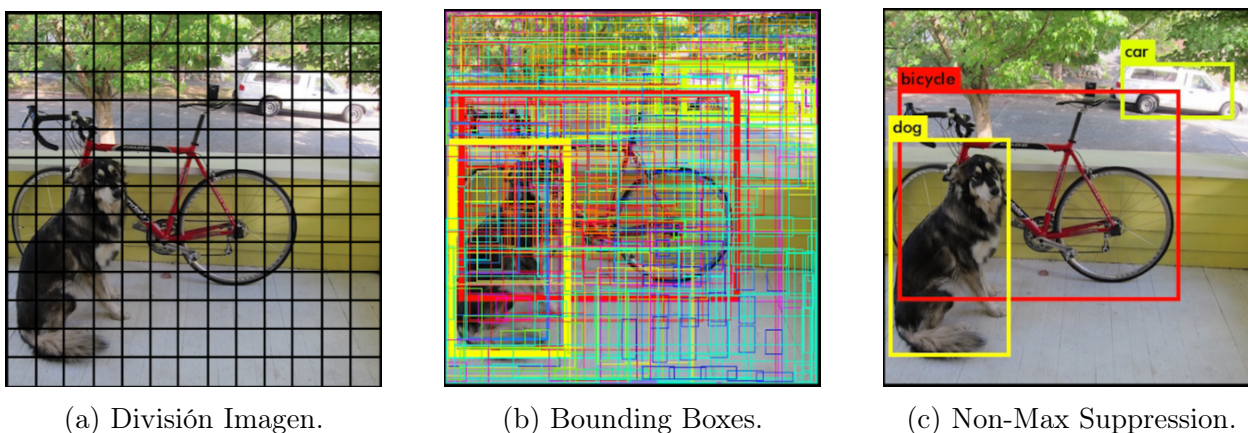 car
bicycle
dog
(a) División Imagen.
(b) Bounding Boxes.
(c) Non-Max Suppression.